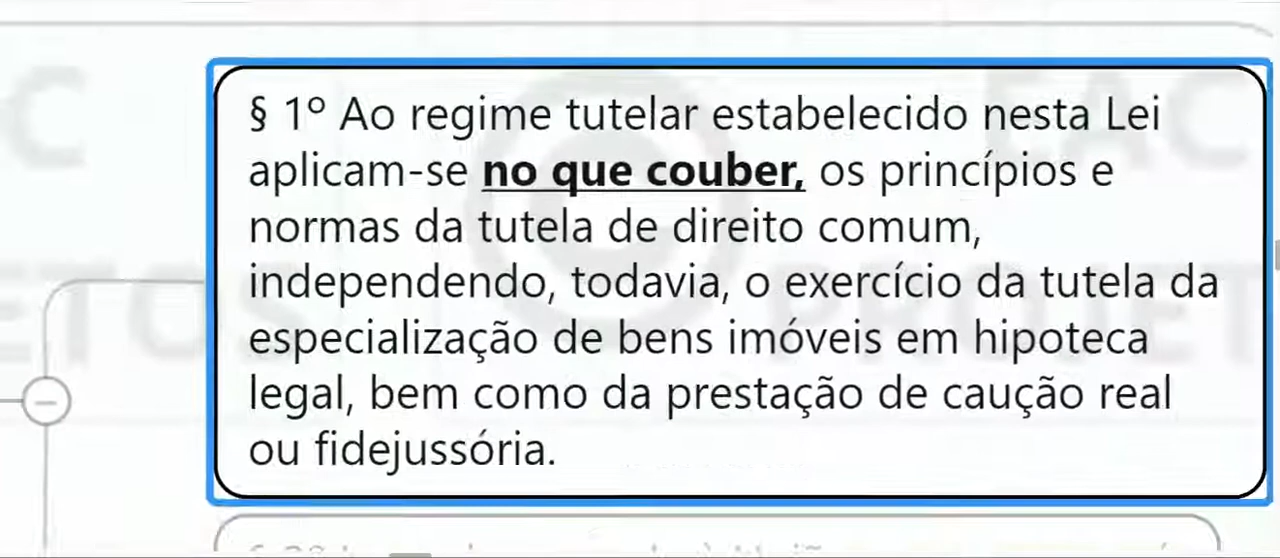 § 1º Ao regime tutelar estabelecido nesta Lei
aplicam-se no que couber, os princípios e
normas da tutela de direito comum,
independendo, todavia, o exercício da tutela da
especialização de bens imóveis em hipoteca
legal, bem como da prestação de caução real
ou fidejussória.